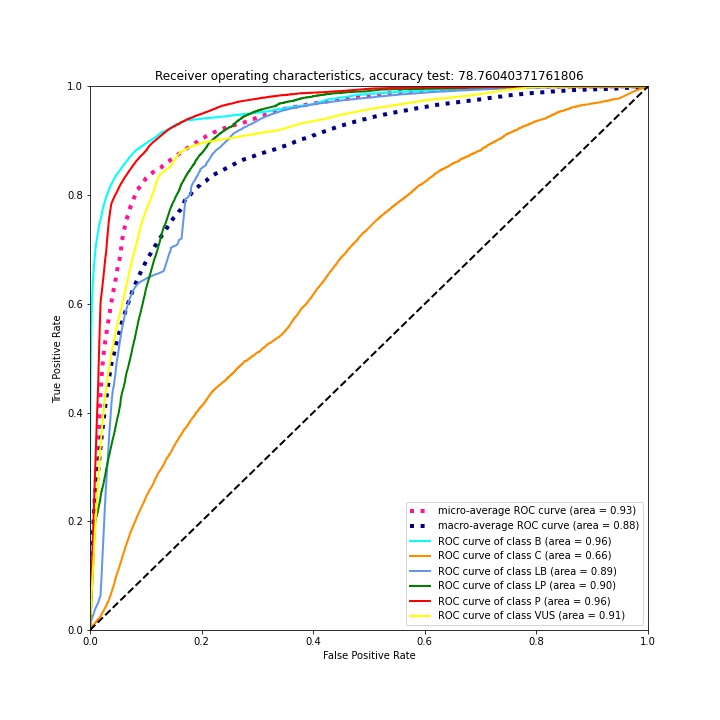 Receiver operating characteristics, accuracy test: 78.76040371761806
1.0
0.8
0.6
0.4
0.2
0.0
True Positive Rate
micro-average ROC curve (area = 0.93)
macro-average ROC curve (area = 0.88)
ROC curve of class B (area = 0.96)
ROC curve of class C (area = 0.66)
ROC curve of class LB (area = 0.89)
ROC curve of class LP (area = 0.90)
ROC curve of class P (area = 0.96)
ROC curve of class VUS (area = 0.91)
0.0 0.2 0.4 0.6 0.8 1.0
False Positive Rate